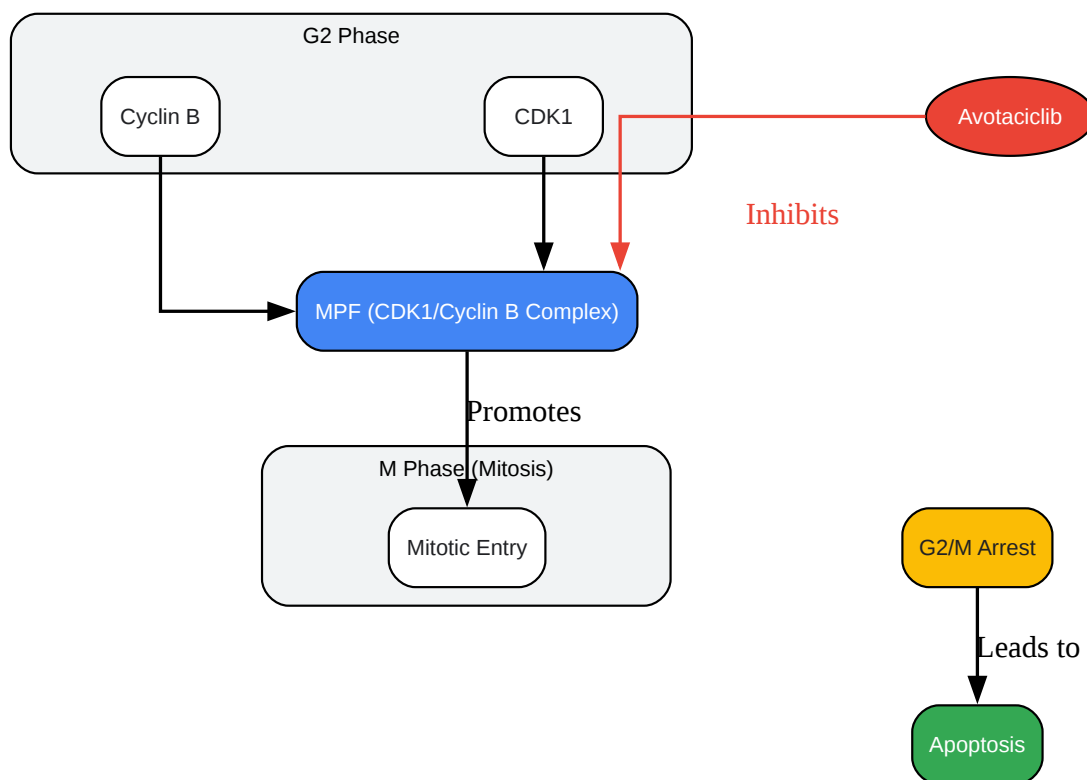 G2 Phase
Cyclin B
CDK1
Avotaciclib
Inhibits
MPF (CDK1/Cyclin B Complex)
Promotes
M Phase (Mitosis)
Mitotic Entry
G2/M Arrest
Leads to
Apoptosis